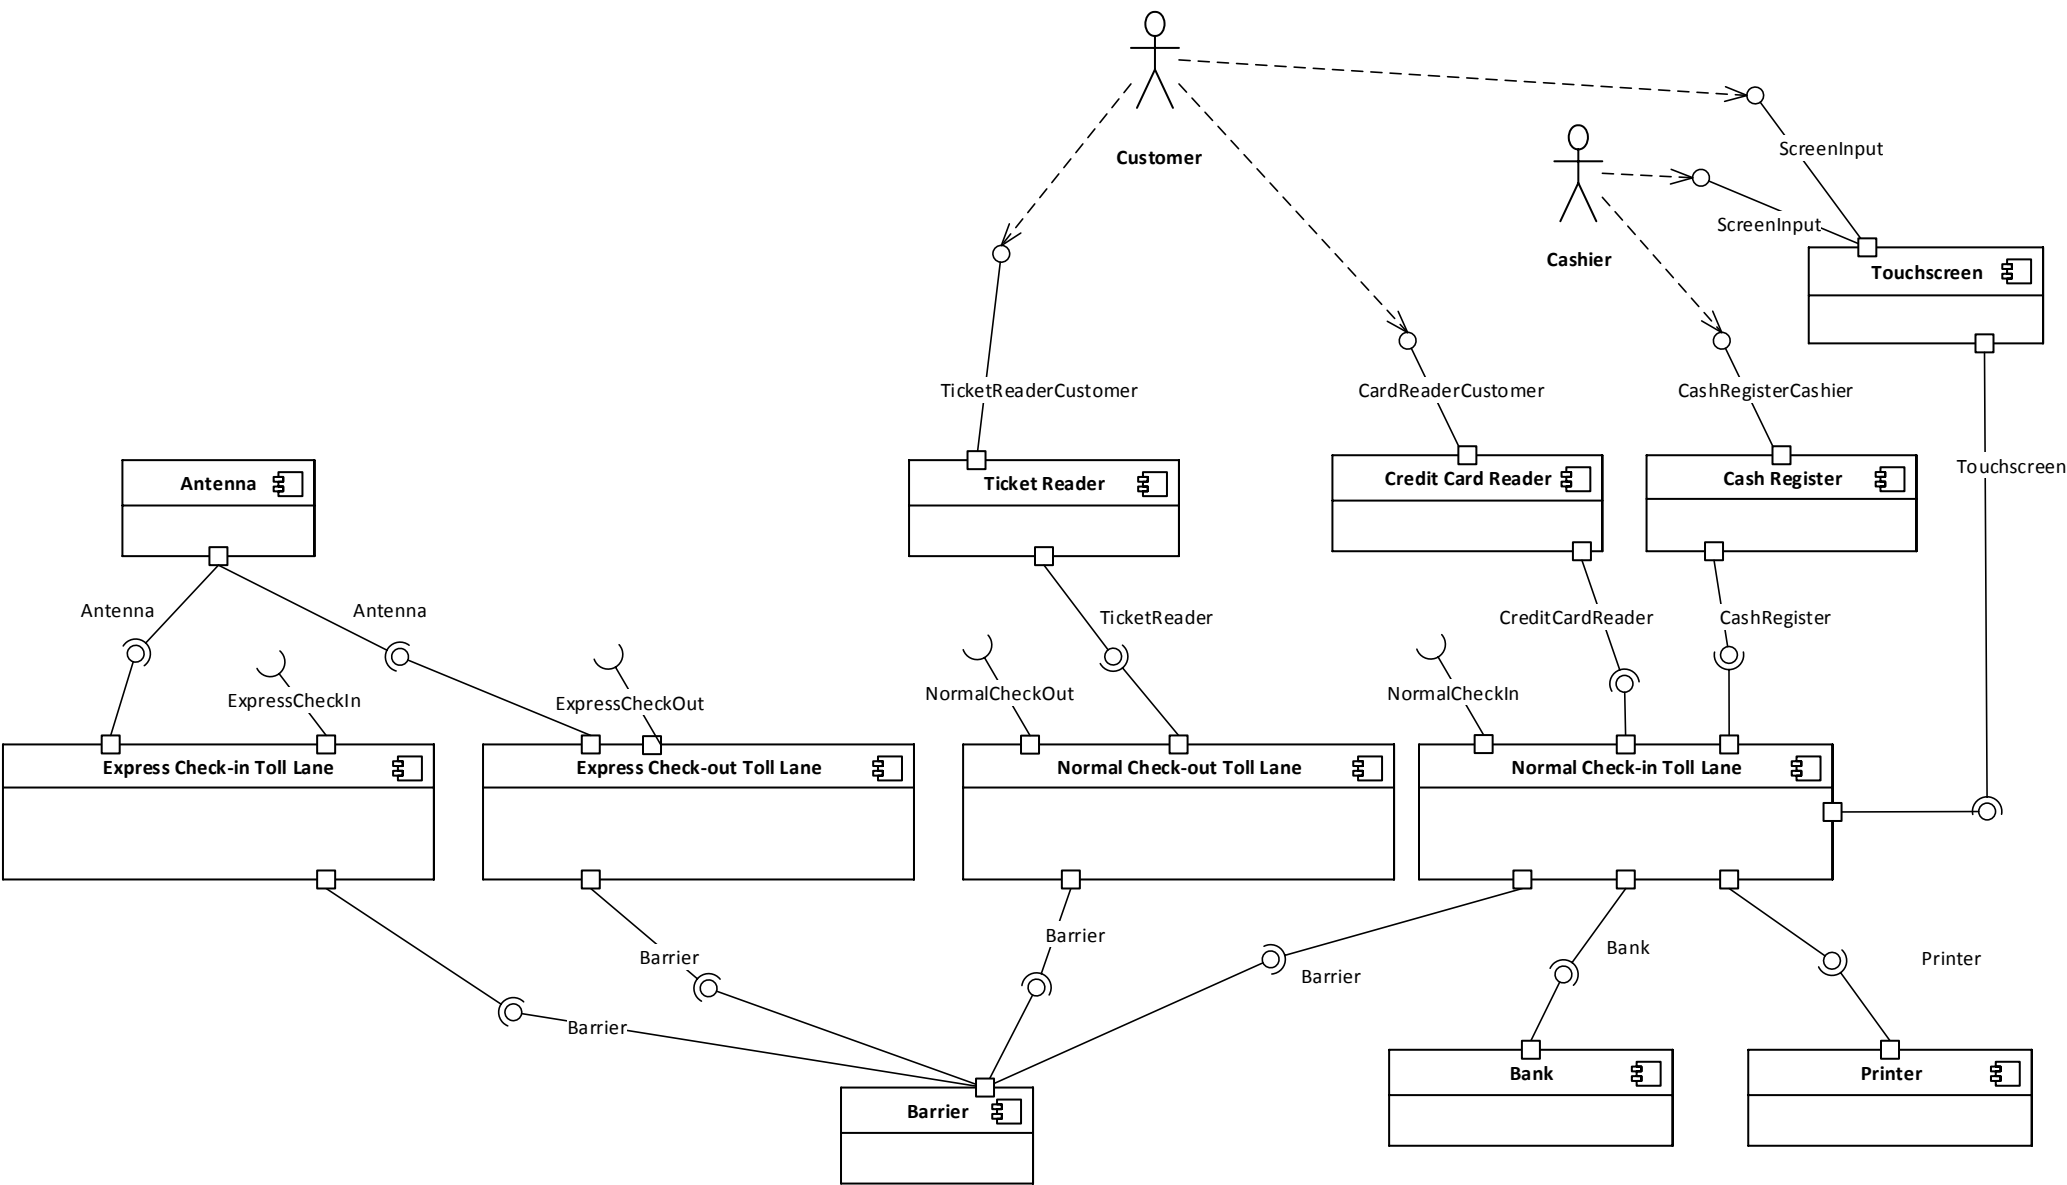 Customer
ScreenInput
ScreenInput
Cashier
Touchscreen
TicketReaderCustomer
CardReaderCustomer
CashRegisterCashier
Touchscreen
Antenna
Ticket Reader
Credit Card Reader
Cash Register
Antenna
Antenna
TicketReader
CreditCardReader
CashRegister
ExpressCheckIn
ExpressCheckOut
NormalCheckOut
NormalCheckIn
Express Check-in Toll Lane
Express Check-out Toll Lane
Normal Check-out Toll Lane
Normal Check-in Toll Lane
Barrier
Barrier
Bank
Printer
Barrier
Barrier
Bank
Printer
Barrier